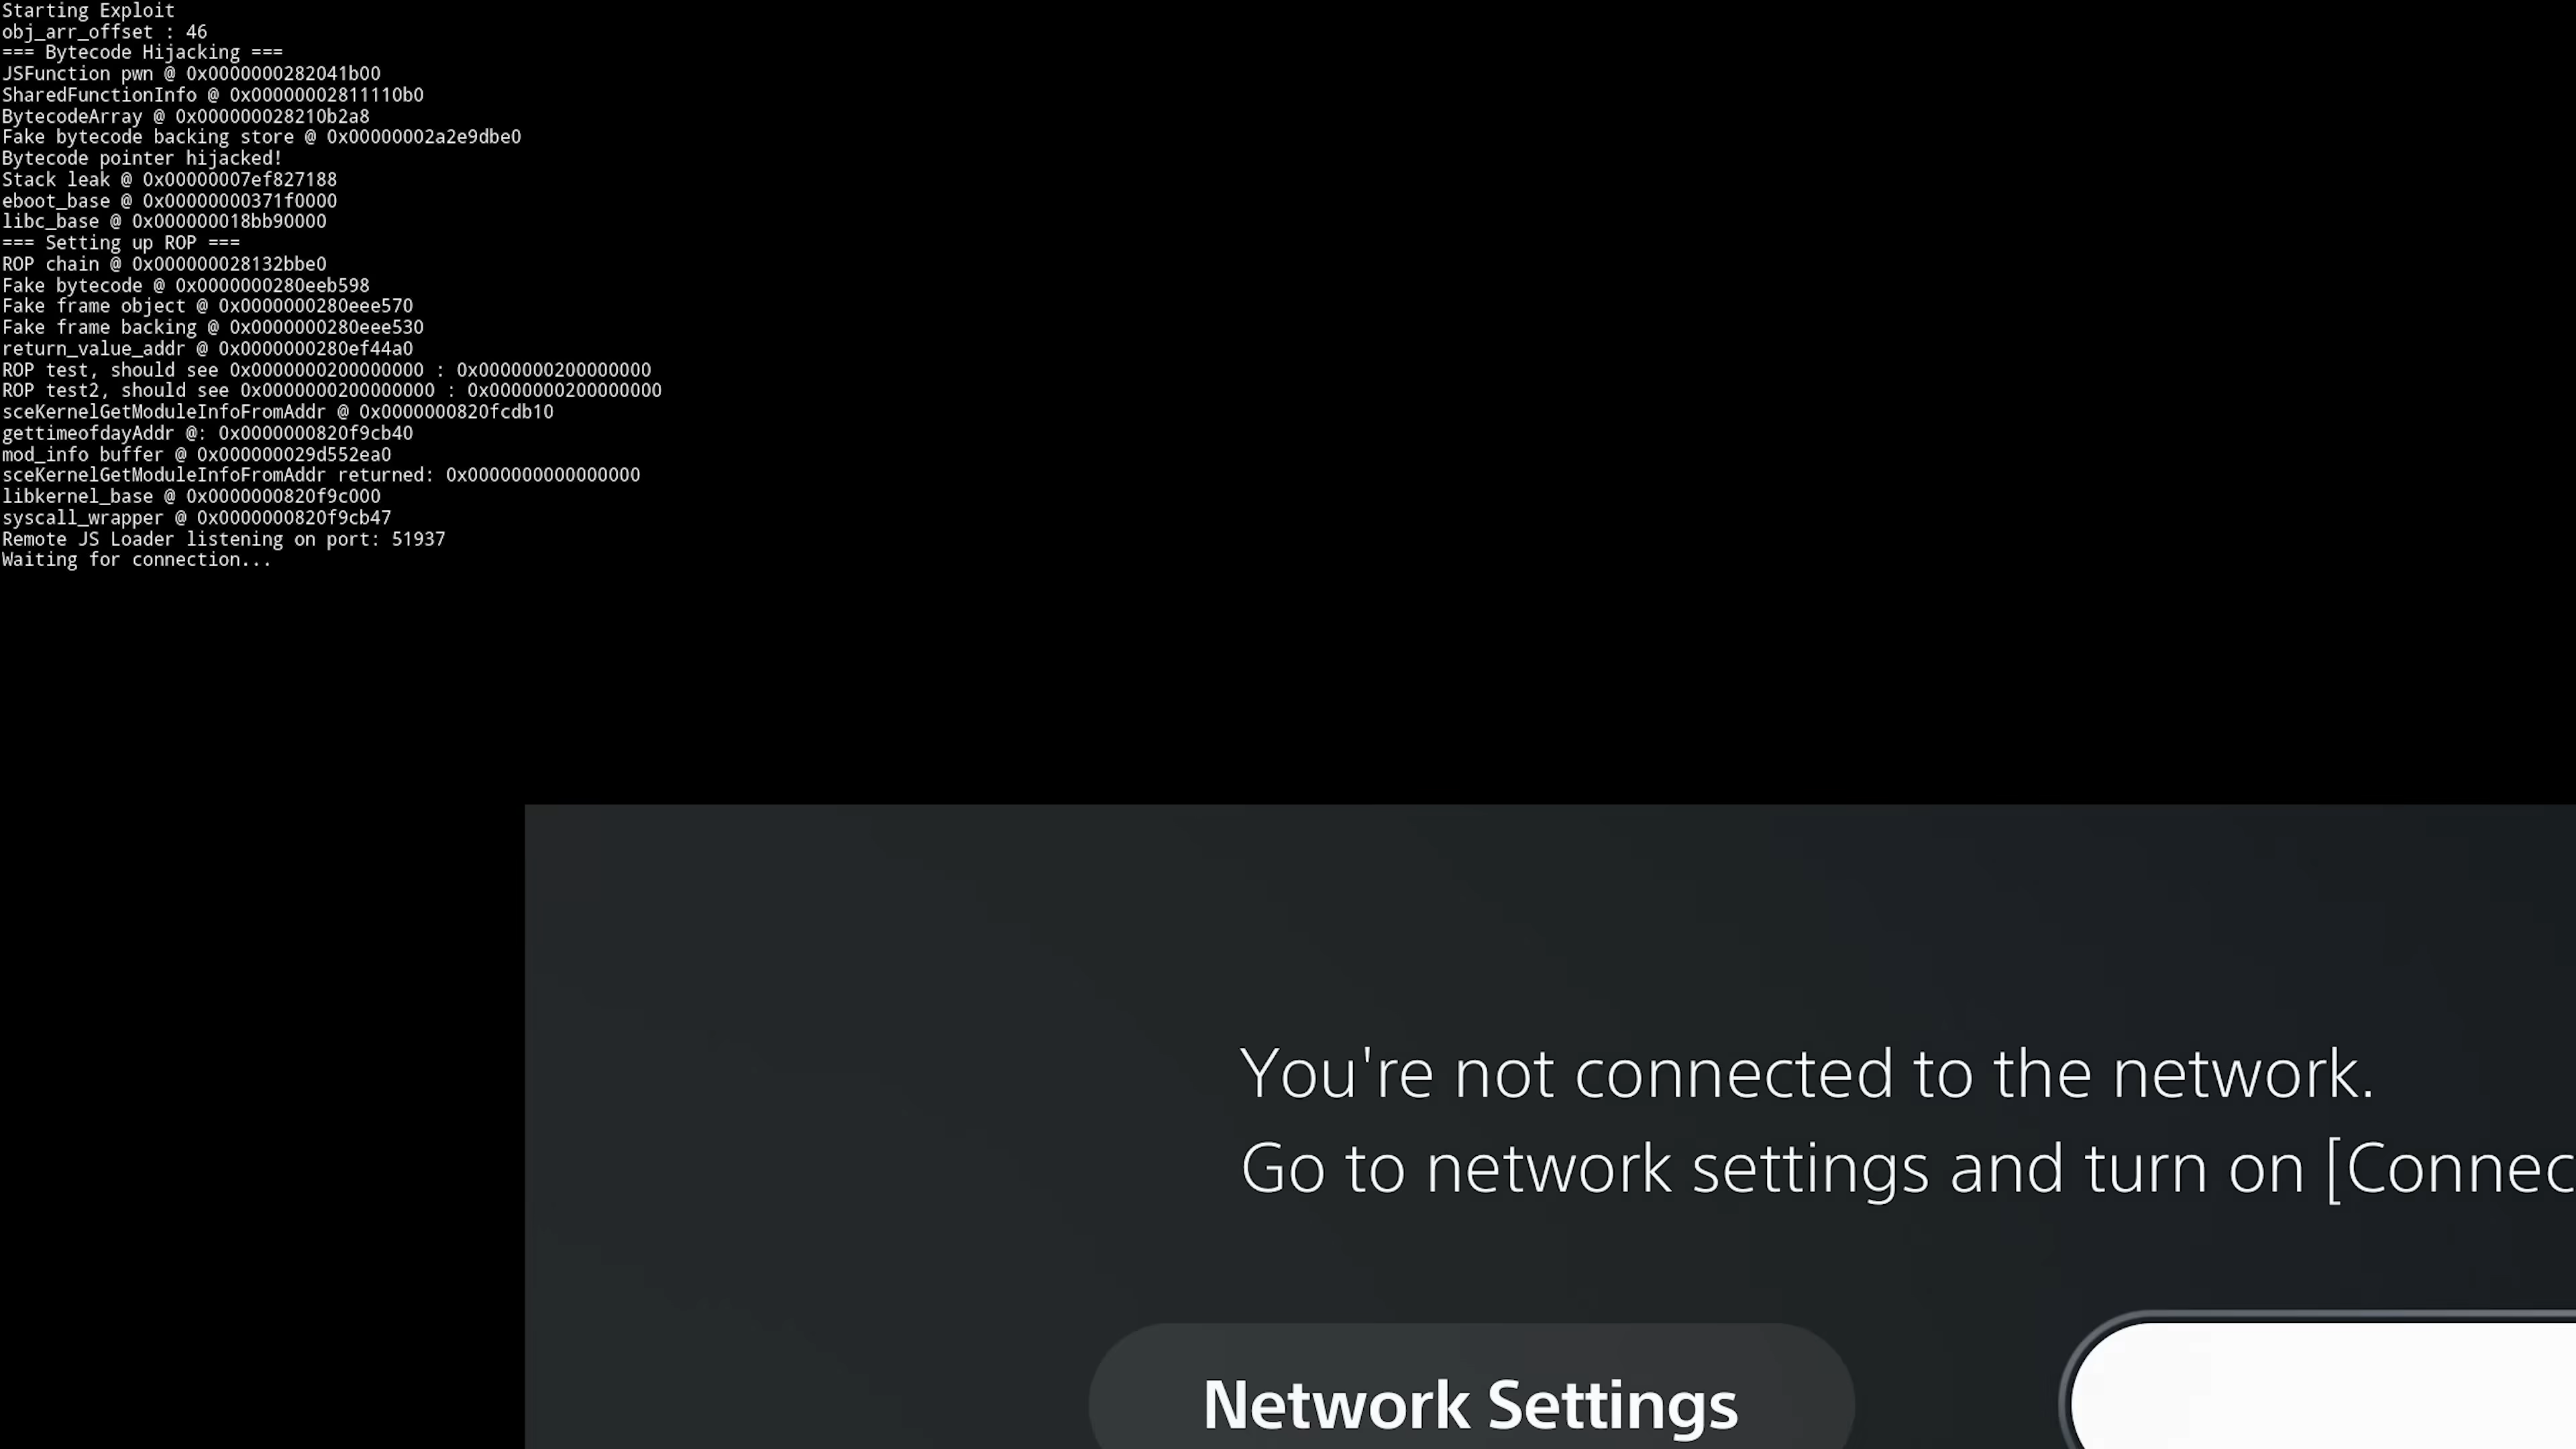 Starting Exploit
obj_arr_offset : 46
=== Bytecode Hijacking ===
JSFunction pwn @ 0x0000000282041b00
SharedFunctionInfo @ 0x00000002811110b0
BytecodeArray @ 0x000000028210b2a8
Fake bytecode backing store @ 0x00000002a2e9dbe0
Bytecode pointer hijacked!
Stack leak @ 0x00000007ef827188
eboot_base @ 0x00000000371f0000
libc_base @ 0x000000018bb90000
=== Setting up ROP ===
ROP chain @ 0x000000028132bbe0
Fake bytecode @ 0x0000000280eeb598
Fake frame object @ 0x0000000280eee570
Fake frame backing @ 0x0000000280eee530
return_value_addr @ 0x0000000280ef44a0
ROP test, should see 0x0000000200000000 : 0x0000000200000000
ROP test2, should see 0x0000000200000000 : 0x0000000200000000
sceKernelGetModuleInfoFromAddr @ 0x0000000820fcdb10
gettimeofdayAddr @: 0x0000000820f9cb40
mod_info buffer @ 0x000000029d552ea0
sceKernelGetModuleInfoFromAddr returned: 0x0000000000000000
libkernel_base @ 0x0000000820f9c000
syscall_wrapper @ 0x0000000820f9cb47
Remote JS Loader listening on port: 51937
Waiting for connection...
You're not connected to the network.
Go to network settings and turn on [Connec
Network Settings